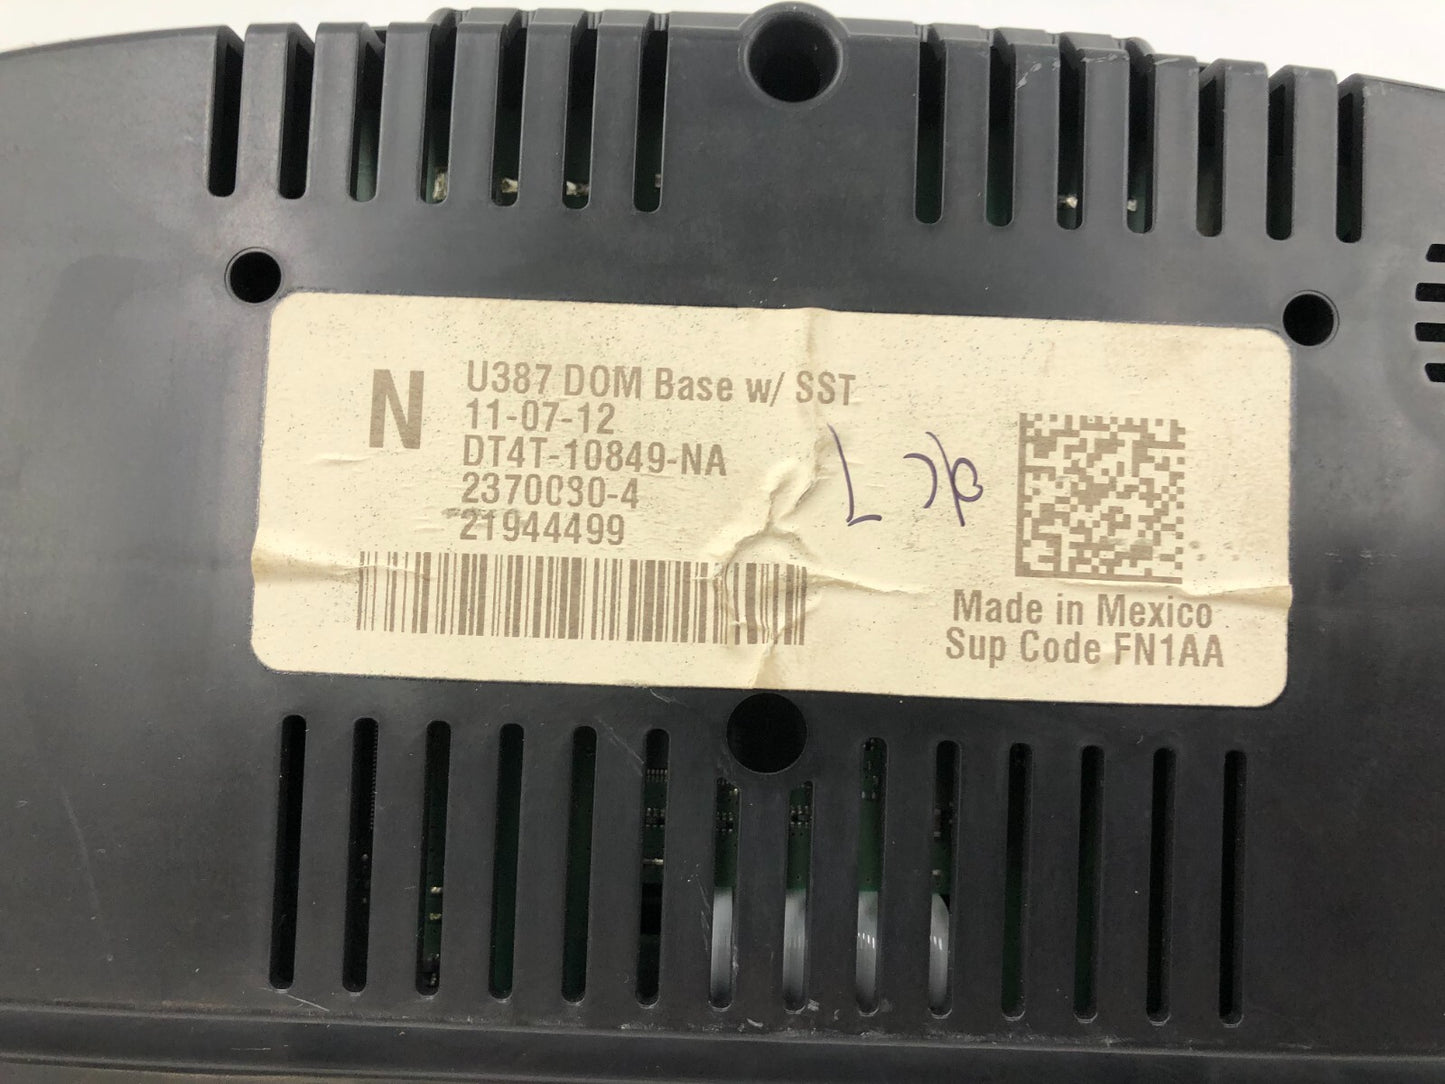 N
U387 DOM Base w/ SST
11-07-12
DT4T-10849-NA
2370030-4
21944499
Made in Mexico
Sup Code FN1AA